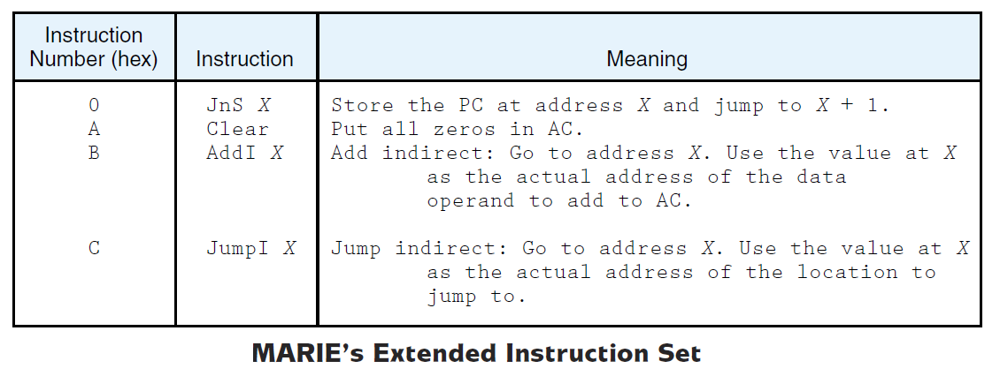 Instruction
Number (hex) Instruction Meaning
0 JnS X Store the PC at address X and jump to X + 1.
A Clear Put all zeros in AC.
B AddI X Add indirect: Go to address X. Use the value at X
as the actual address of the data
operand to add to AC.
C JumpI X Jump indirect: Go to address X. Use the value at X
as the actual address of the location to
jump to.
MARIE's Extended Instruction Set